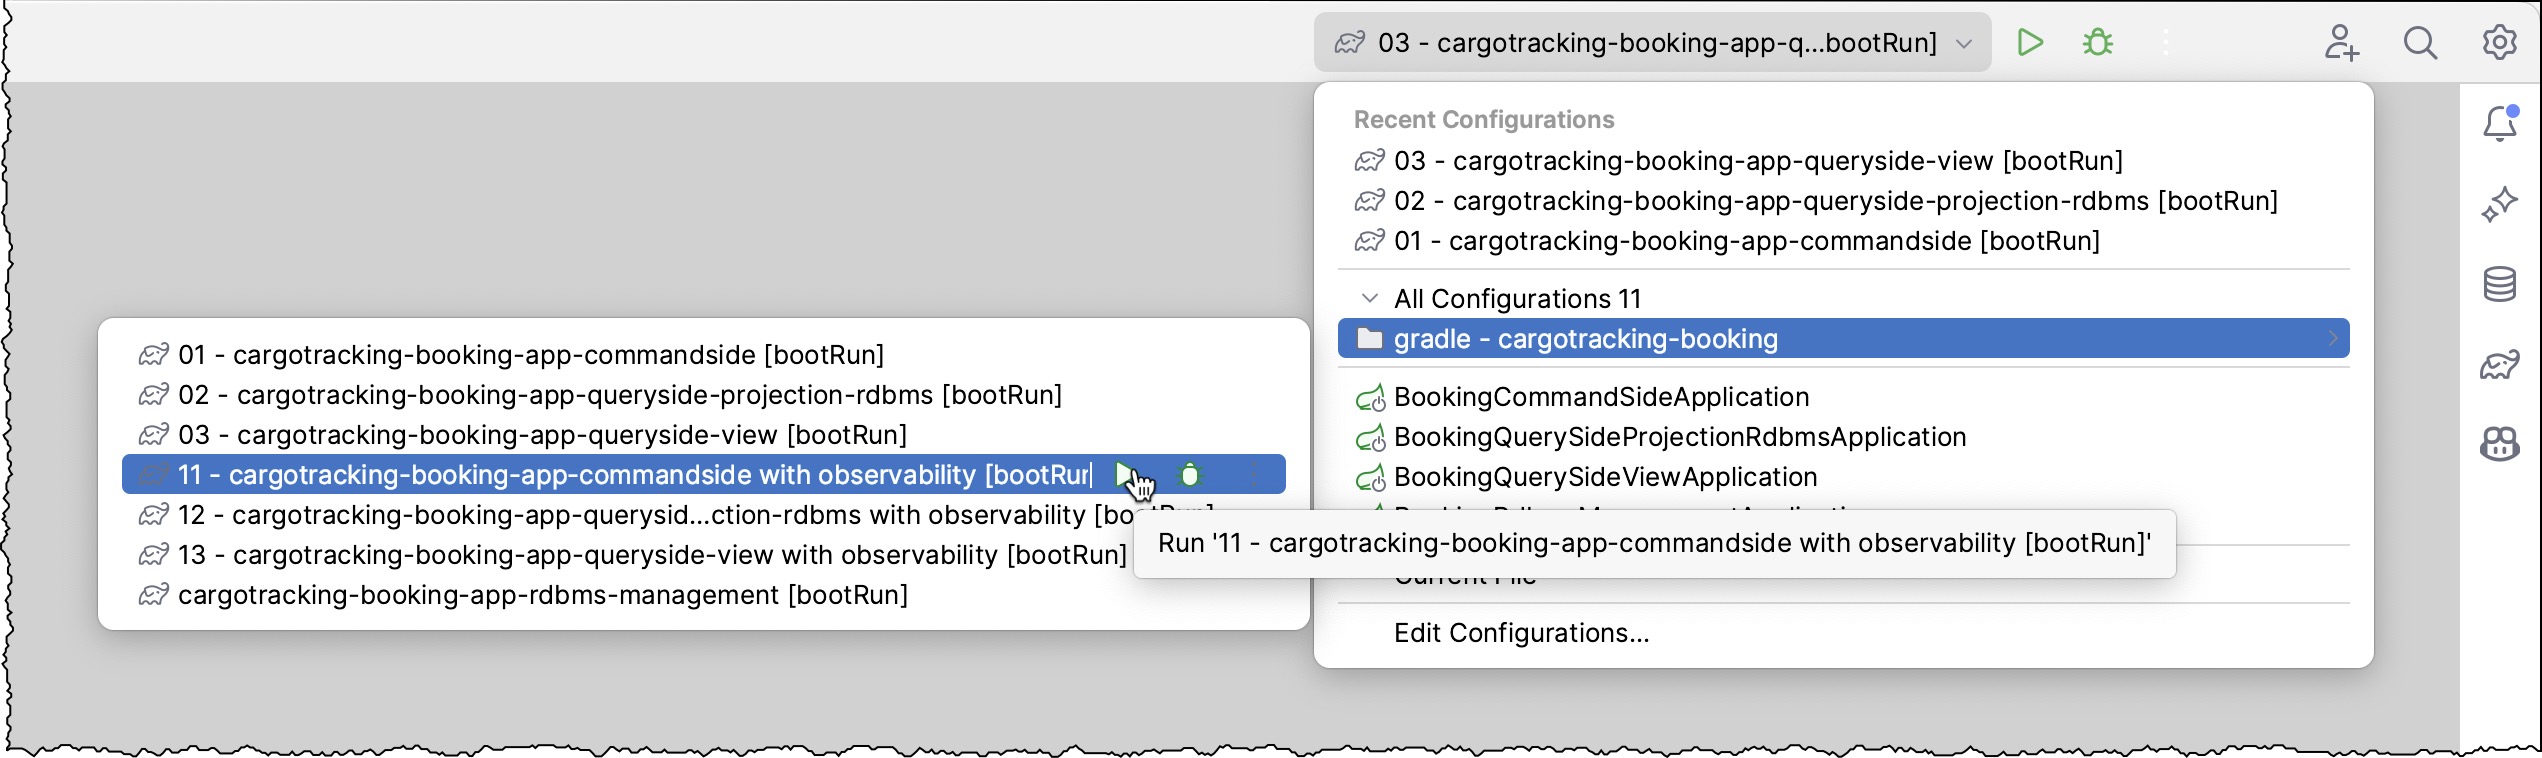 03 - cargotracking-booking-app-q...bootRun]
Recent Configurations
03 - cargotracking-booking-app-queryside-view [bootRun]
02 - cargotracking-booking-app-queryside-projection-rdbms [bootRun]
01 - cargotracking-booking-app-commandside [bootRun]
All Configurations 11
gradle - cargotracking-booking
BookingCommandSideApplication
BookingQuerySideProjectionRdbmsApplication
BookingQuerySideViewApplication
Current File
Edit Configurations...
01 - cargotracking-booking-app-commandside [bootRun]
02 - cargotracking-booking-app-queryside-projection-rdbms [bootRun]
03 - cargotracking-booking-app-queryside-view [bootRun]
11 - cargotracking-booking-app-commandside with observability [bootRur
12 - cargotracking-booking-app-querysid...ction-rdbms with observability [bootRun]
13 - cargotracking-booking-app-queryside-view with observability [bootRun]
cargotracking-booking-app-rdbms-management [bootRun]
Run '11 - cargotracking-booking-app-commandside with observability [bootRun]'